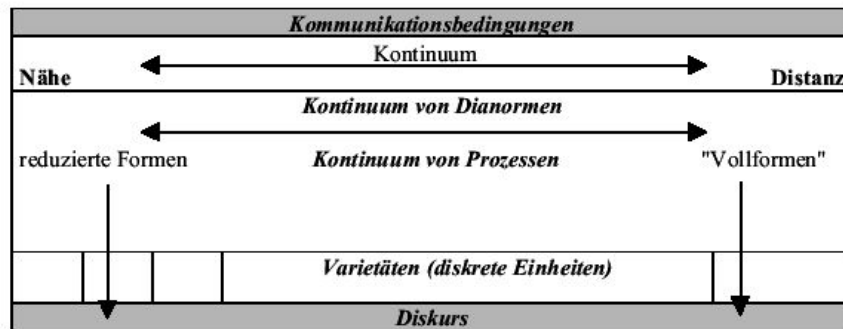 Kommunikationsbedingungen
Kontinuum
Nähe Distanz
Kontinuum von Dianormen
reduzierte Formen Kontinuum von Prozessen "Vollformen"
Varietäten (diskrete Einheiten)
Diskurs